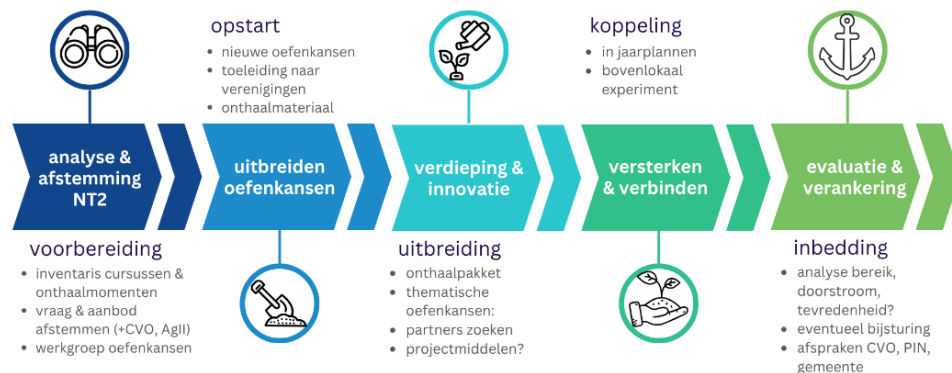 opstart
nieuwe oefenkansen
toeleiding naar
verenigingen
onthaalmateriaal
koppeling
in jaarplannen
bovenlokaal
experiment
analyse &
afstemming
NT2
uitbreiden
oefenkansen
verdieping &
innovatie
versterken
& verbinden
evaluatie &
verankering
voorbereiding
inventaris cursussen &
onthaalmomenten
vraag & aanbod
afstemmen (+CVO, AgII)
werkgroep oefenkansen
uitbreiding
onthaalpakket
thematische
oefenkansen:
partners zoeken
projectmiddelen?
inbedding
analyse bereik,
doorstroom,
tevredenheid?
eventueel bijsturing
afspraken CVO, PIN,
gemeente